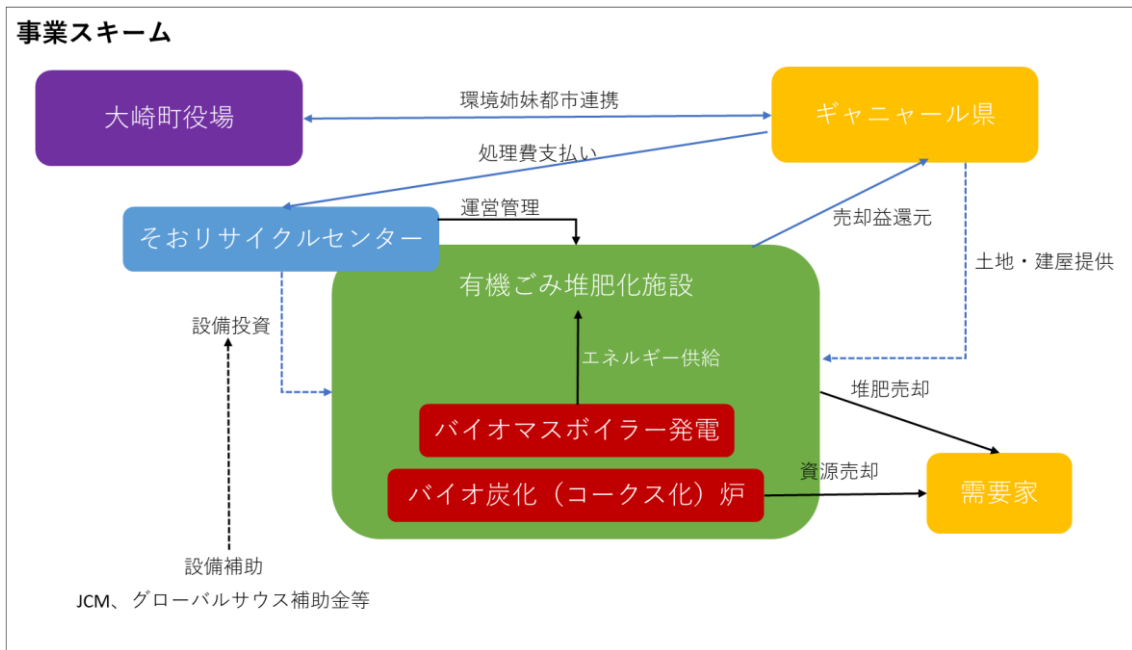 事業スキーム
大崎町役場
環境姉妹都市連携
ギャニャール県
処理費支払い
運営管理
売却益還元
そおリサイクルセンター
土地・建屋提供
有機ごみ堆肥化施設
設備投資
エネルギー供給
堆肥売却
バイオマスボイラー発電
資源売却
バイオ炭化（コークス化）炉
需要家
設備補助
JCM、グローバルサウス補助金等